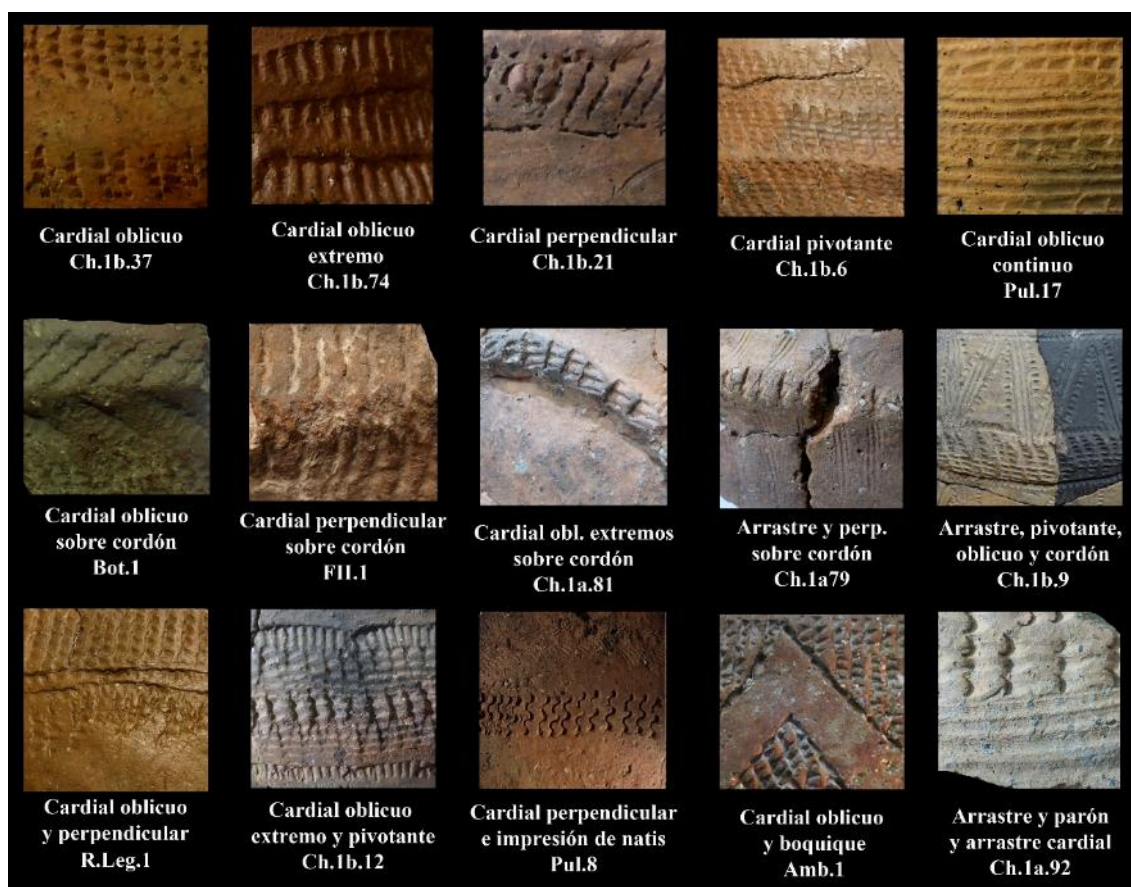 Cardial oblicuo
Ch.1b.37
Cardial oblicuo
extremo
Ch.1b.74
Cardial perpendicular
Ch.1b.21
Cardial pivotante
Ch.1b.6
Cardial oblicuo
continuo
Pul.17
Cardial oblicuo
sobre cordón
Bot.1
Cardial perpendicular
sobre cordón
FII.1
Cardial obl. extremos
sobre cordón
Ch.1a.81
Arrastre y perp.
sobre cordón
Ch.1a79
Arrastre, pivotante,
oblicuo y cordón
Ch.1b.9
Cardial oblicuo
y perpendicular
R.Leg.1
Cardial oblicuo
extremo y pivotante
Ch.1b.12
Cardial perpendicular
e impresión de natis
Pul.8
Cardial oblicuo
y boquique
Amb.1
Arrastre y parón
y arrastre cardial
Ch.1a.92